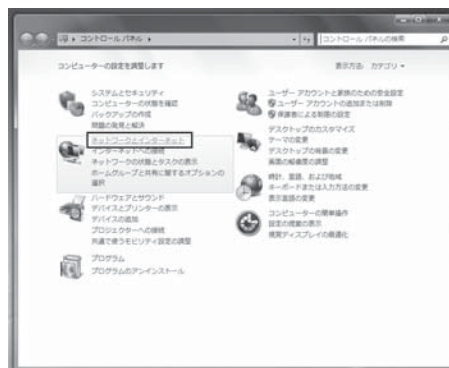 コントロール パネル
コントロール パネルの検索
コンピューターの設定を調整します
表示方法: カテゴリ
システムとセキュリティ
コンピューターの状態を確認
バックアップの作成
問題の発見と解決
ネットワークとインターネット
インターネットへの接続
ネットワークの状態とタスクの表示
ホームグループと共有に関するオプションの
選択
ハードウェアとサウンド
デバイスとプリンターの表示
デバイスの追加
プロジェクターへの接続
共通で使うモビリティ設定の調整
プログラム
プログラムのアンインストール
ユーザー アカウントと家族のための安全設定
ユーザー アカウントの追加または削除
保護者による制限の設定
デスクトップのカスタマイズ
テーマの変更
デスクトップの背景の変更
画面の解像度の調整
時計、言語、および地域
キーボードまたは入力方法の変更
表示言語の変更
コンピューターの簡単操作
設定の提案の表示
視覚ディスプレイの最適化